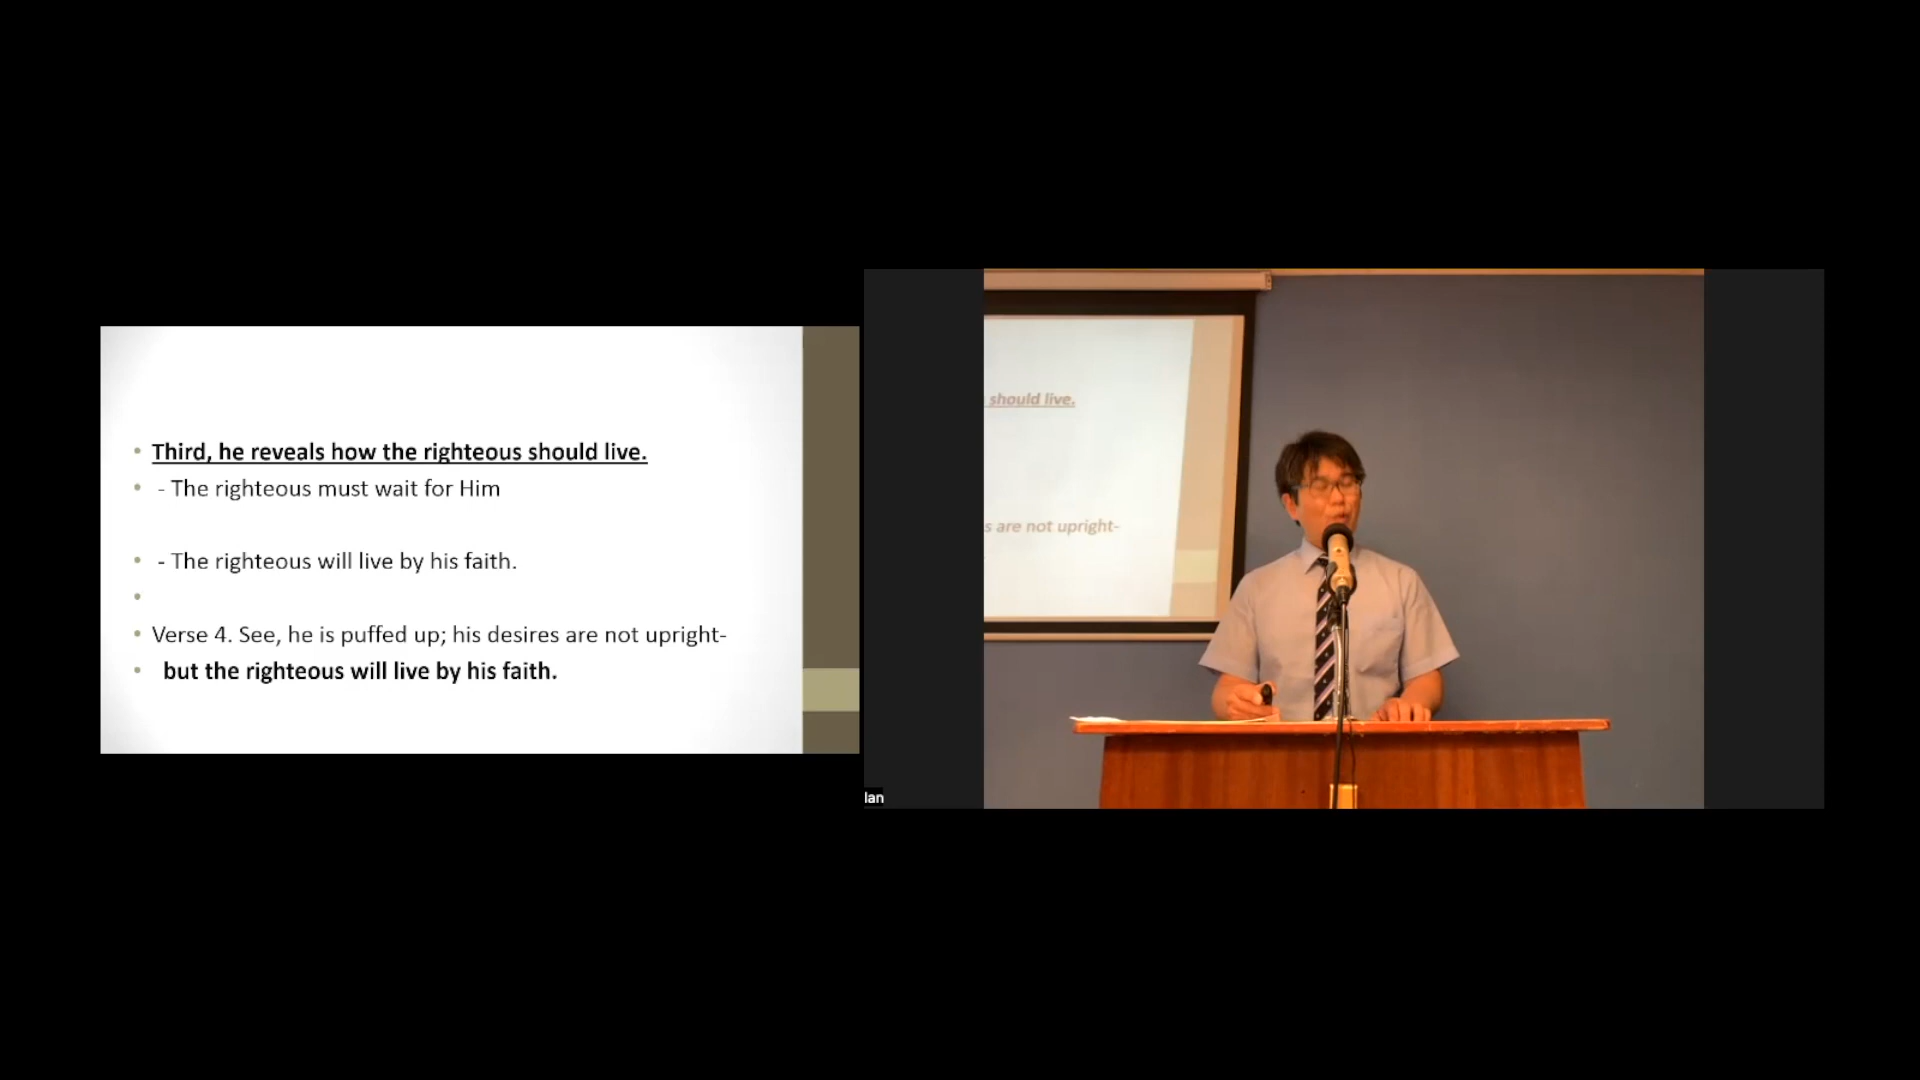 Third, he reveals how the righteous should live.
- The righteous must wait for Him
- The righteous will live by his faith.
Verse 4. See, he is puffed up; his desires are not upright-
but the righteous will live by his faith.
should live.
s are not upright-
lan